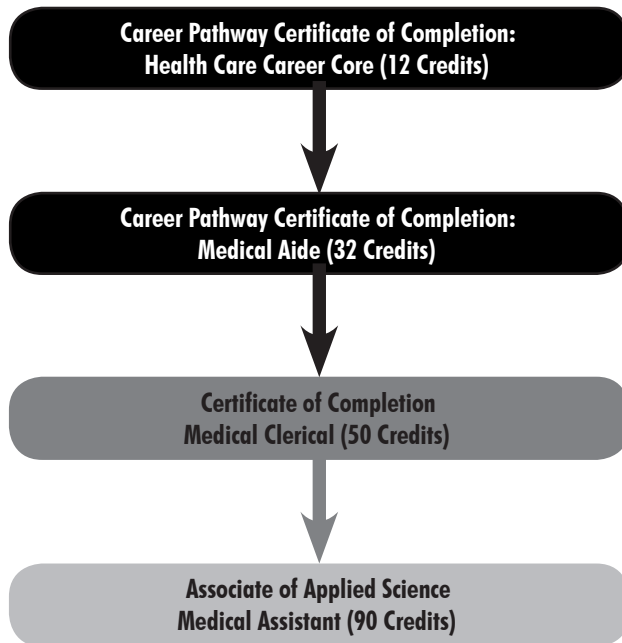 Career Pathway Certificate of Completion:
Health Care Career Core (12 Credits)
Career Pathway Certificate of Completion:
Medical Aide (32 Credits)
Certificate of Completion
Medical Clerical (50 Credits)
Associate of Applied Science
Medical Assistant (90 Credits)